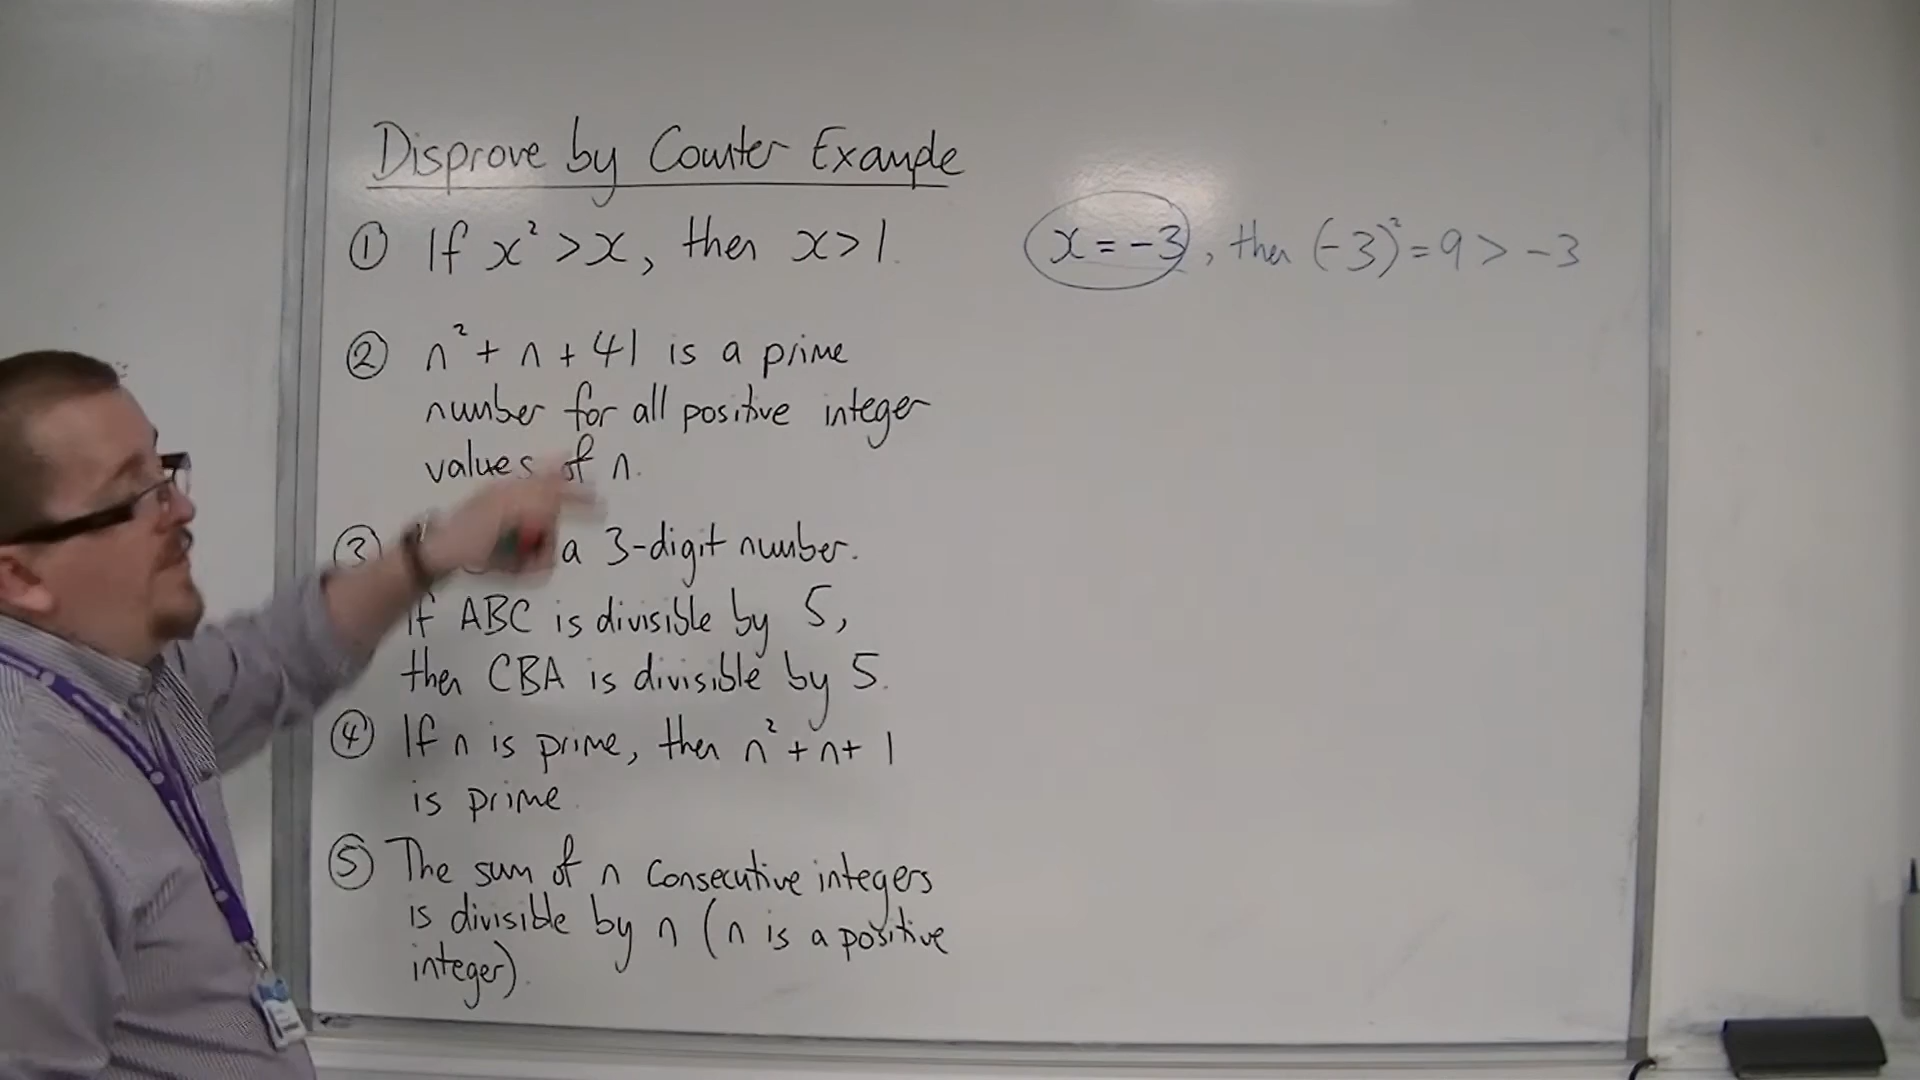 Disprove by Counter Example
① If x² > x, then x > 1.
x = -3, then (-3)² = 9 > -3
② n² + n + 41 is a prime
number for all positive integer
values of n.
③ a 3-digit number.
If ABC is divisible by 5,
then CBA is divisible by 5.
④ If n is prime, then n² + n + 1
is prime.
⑤ The sum of n consecutive integers
is divisible by n (n is a positive
integer).